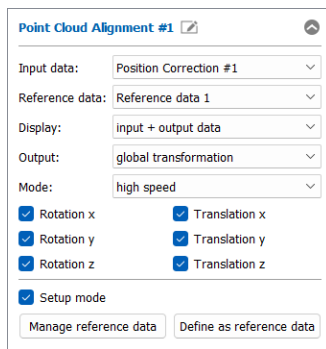 Point Cloud Alignment #1
Input data: Position Correction #1
Reference data: Reference data 1
Display: input + output data
Output: global transformation
Mode: high speed
Rotation x Translation x
Rotation y Translation y
Rotation z Translation z
Setup mode
Manage reference data Define as reference data